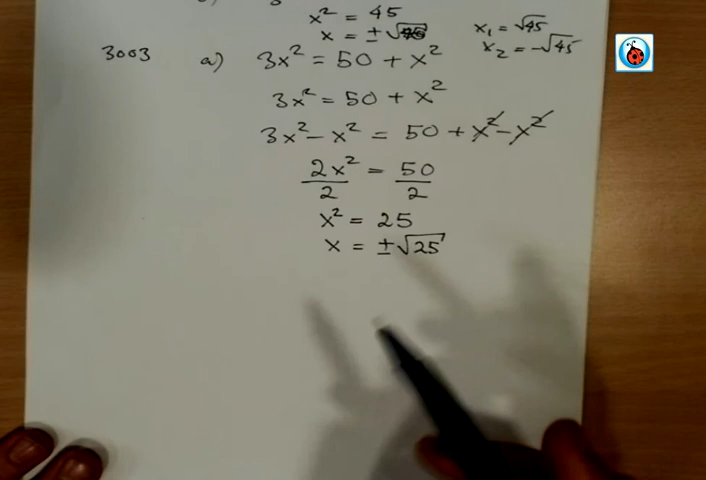 x² = 45
x = ±√45
x₁ = √45
x₂ = -√45
3003 a) 3x² = 50 + x²
3x² = 50 + x²
3x² - x² = 50 + x² - x²
2x²/2 = 50/2
x² = 25
x = ±√25